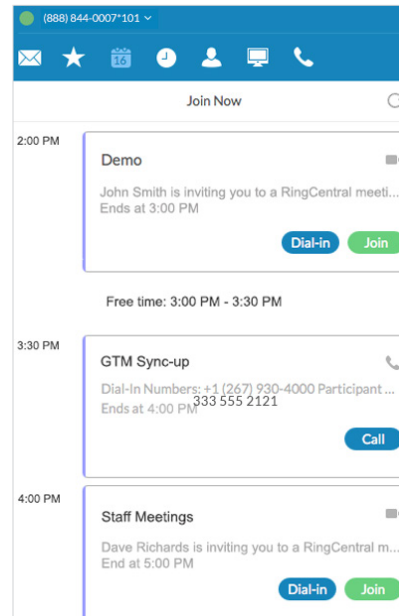 (888) 844-0007*101
16
Join Now
2:00 PM
Demo
John Smith is inviting you to a RingCentral meeti...
Ends at 3:00 PM
Dial-in Join
Free time: 3:00 PM - 3:30 PM
3:30 PM
GTM Sync-up
Dial-In Numbers: +1 (267) 930-4000 Participant ...
Ends at 4:00 PM
333 555 2121
Call
4:00 PM
Staff Meetings
Dave Richards is inviting you to a RingCentral m...
End at 5:00 PM
Dial-in Join